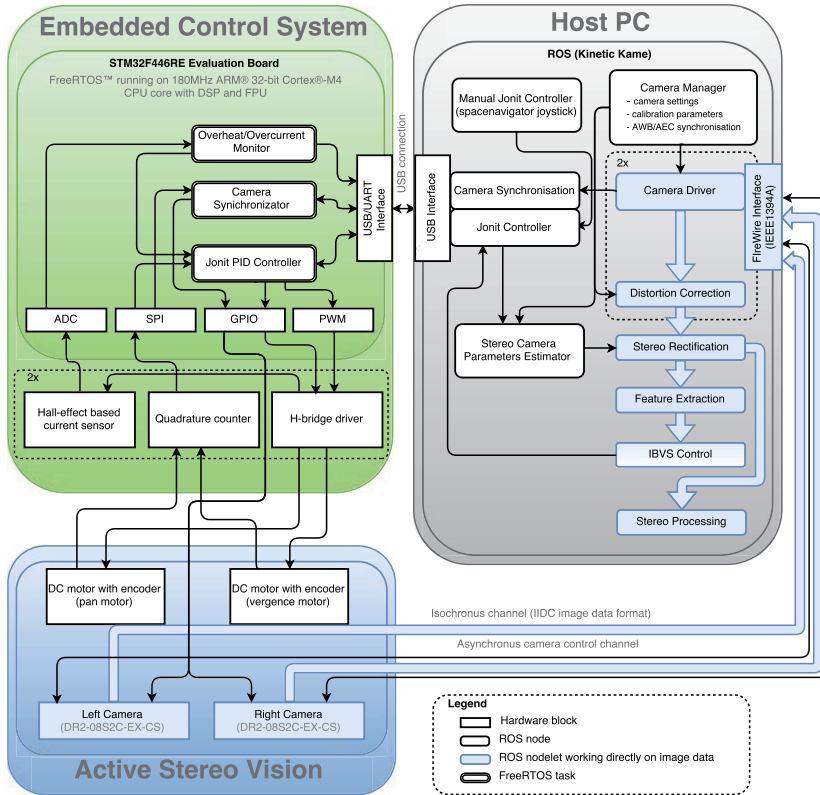 Embedded Control System
STM32F446RE Evaluation Board
FreeRTOS™ running on 180MHz ARM® 32-bit Cortex®-M4
CPU core with DSP and FPU
Overheat/Overcurrent
Monitor
Camera
Synichronizator
Jonit PID Controller
USB/UART
Interface
ADC
SPI
GPIO
PWM
2x
Hall-effect based
current sensor
Quadrature counter
H-bridge driver
USB connection
Host PC
ROS (Kinetic Kame)
Manual Jonit Controller
(spacenavigator joystick)
Camera Manager
- camera settings
- calibration parameters
- AWB/AEC synchronisation
2x
USB Interface
Camera Synchronisation
Jonit Controller
Camera Driver
FireWire Interface
(IEEE1394A)
Distortion Correction
Stereo Camera
Parameters Estimator
Stereo Rectification
Feature Extraction
IBVS Control
Stereo Processing
DC motor with encoder
(pan motor)
DC motor with encoder
(vergence motor)
Isochronus channel (IIDC image data format)
Asynchronus camera control channel
Left Camera
(DR2-08S2C-EX-CS)
Right Camera
(DR2-08S2C-EX-CS)
Active Stereo Vision
Legend
Hardware block
ROS node
ROS nodelet working directly on image data
FreeRTOS task